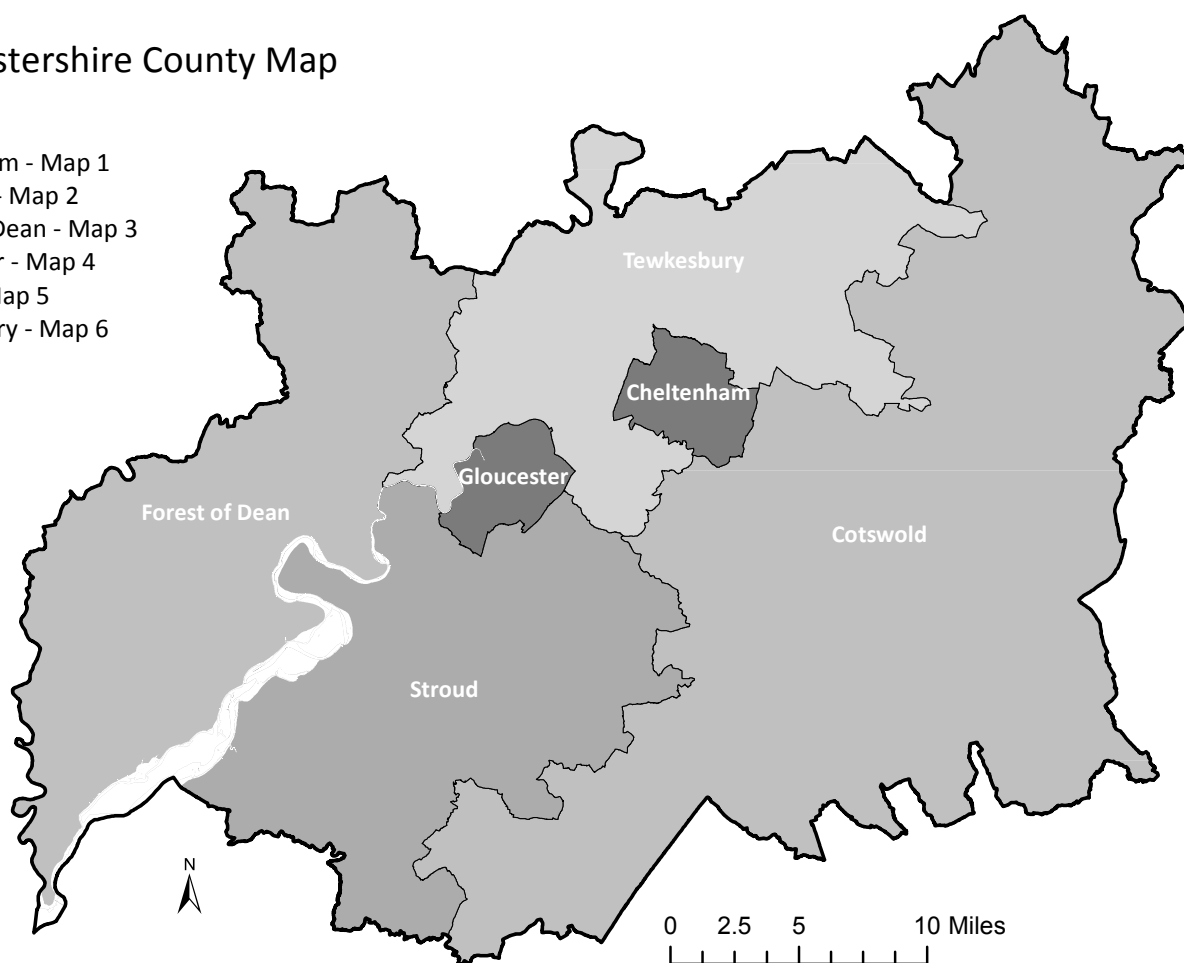 stershire County Map
m - Map 1
- Map 2
Dean - Map 3
r - Map 4
ap 5
ry - Map 6
Tewkesbury
Cheltenham
Gloucester
Forest of Dean
Cotswold
Stroud
N
0 2.5 5 10 Miles